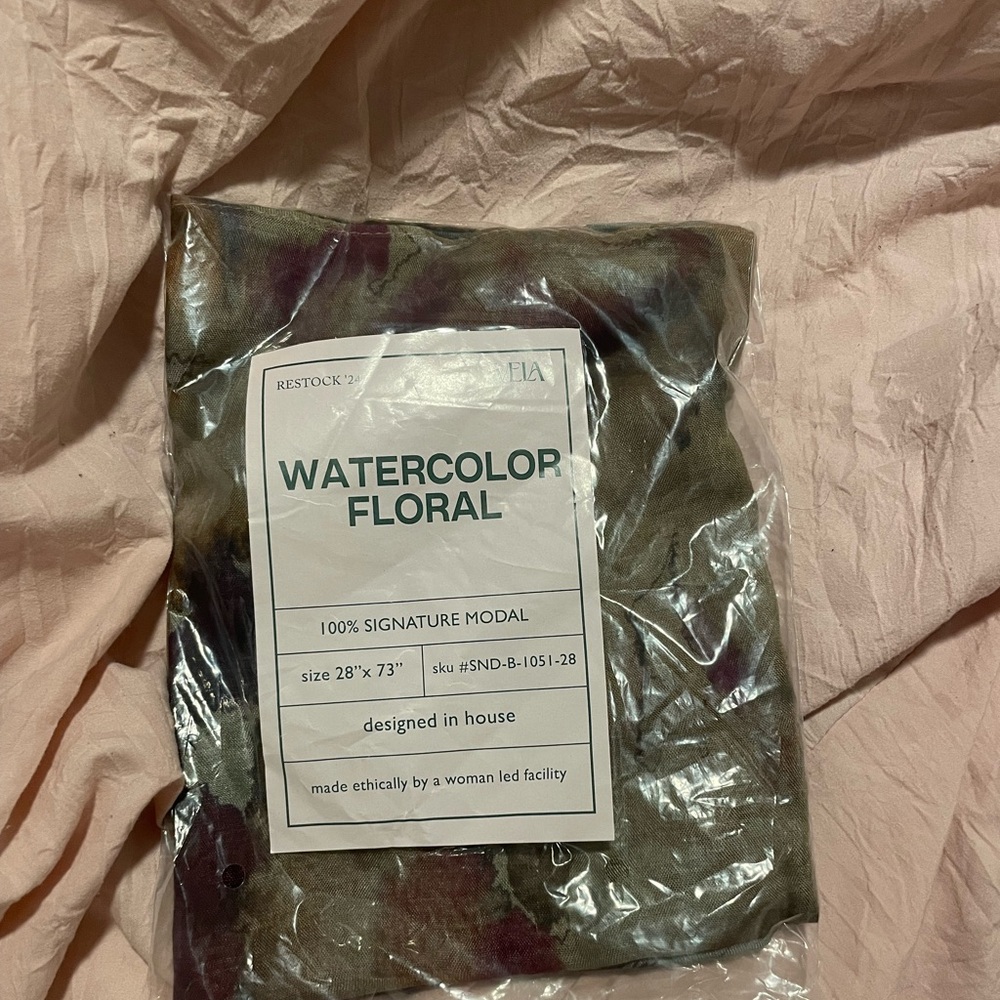 RESTOCK '24
WATERCOLOR
FLORAL
100% SIGNATURE MODAL
size 28”x 73”
sku #SND-B-1051-28
designed in house
made ethically by a woman led facility